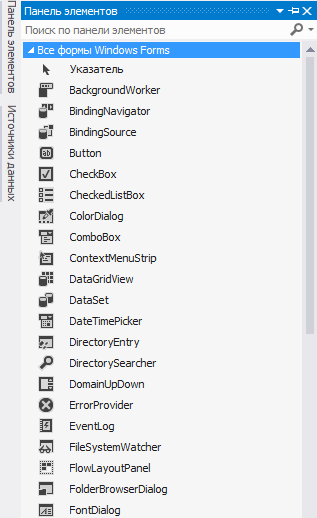 Панель элементов
Источники данных
Панель элементов
Поиск по панели элементов
Все формы Windows Forms
Указатель
BackgroundWorker
BindingNavigator
BindingSource
Button
CheckBox
CheckedListBox
ColorDialog
ComboBox
ContextMenuStrip
DataGridView
DataSet
DateTimePicker
DirectoryEntry
DirectorySearcher
DomainUpDown
ErrorProvider
EventLog
FileSystemWatcher
FlowLayoutPanel
FolderBrowserDialog
FontDialog